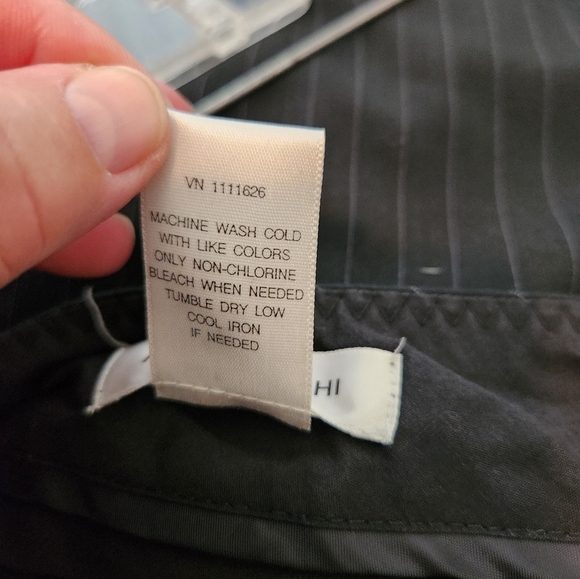 VN 1111626
MACHINE WASH COLD
WITH LIKE COLORS
ONLY NON-CHLORINE
BLEACH WHEN NEEDED
TUMBLE DRY LOW
COOL IRON
IF NEEDED
HI